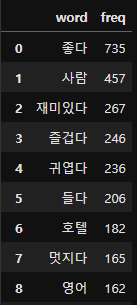 word freq
0 좋다 735
1 사람 457
2 재미있다 267
3 즐겁다 246
4 귀엽다 236
5 들다 206
6 호텔 182
7 멋지다 165
8 영어 162